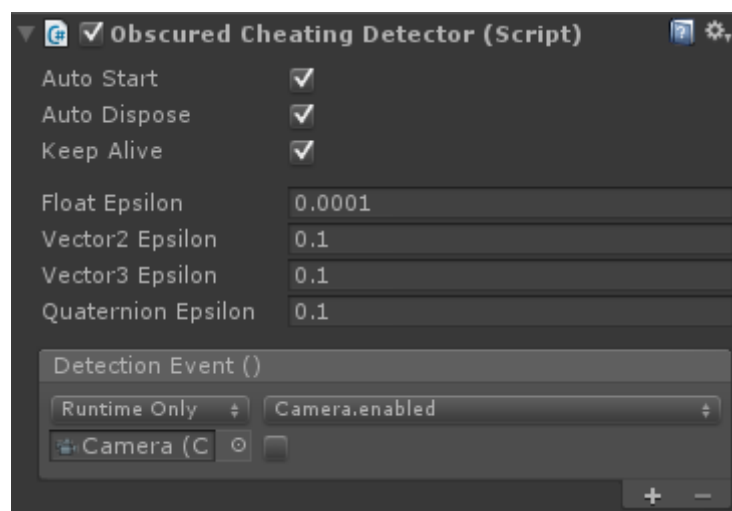 Obscured Cheating Detector (Script)
Auto Start
Auto Dispose
Keep Alive
Float Epsilon 0.0001
Vector2 Epsilon 0.1
Vector3 Epsilon 0.1
Quaternion Epsilon 0.1
Detection Event ()
Runtime Only Camera.enabled
Camera (C